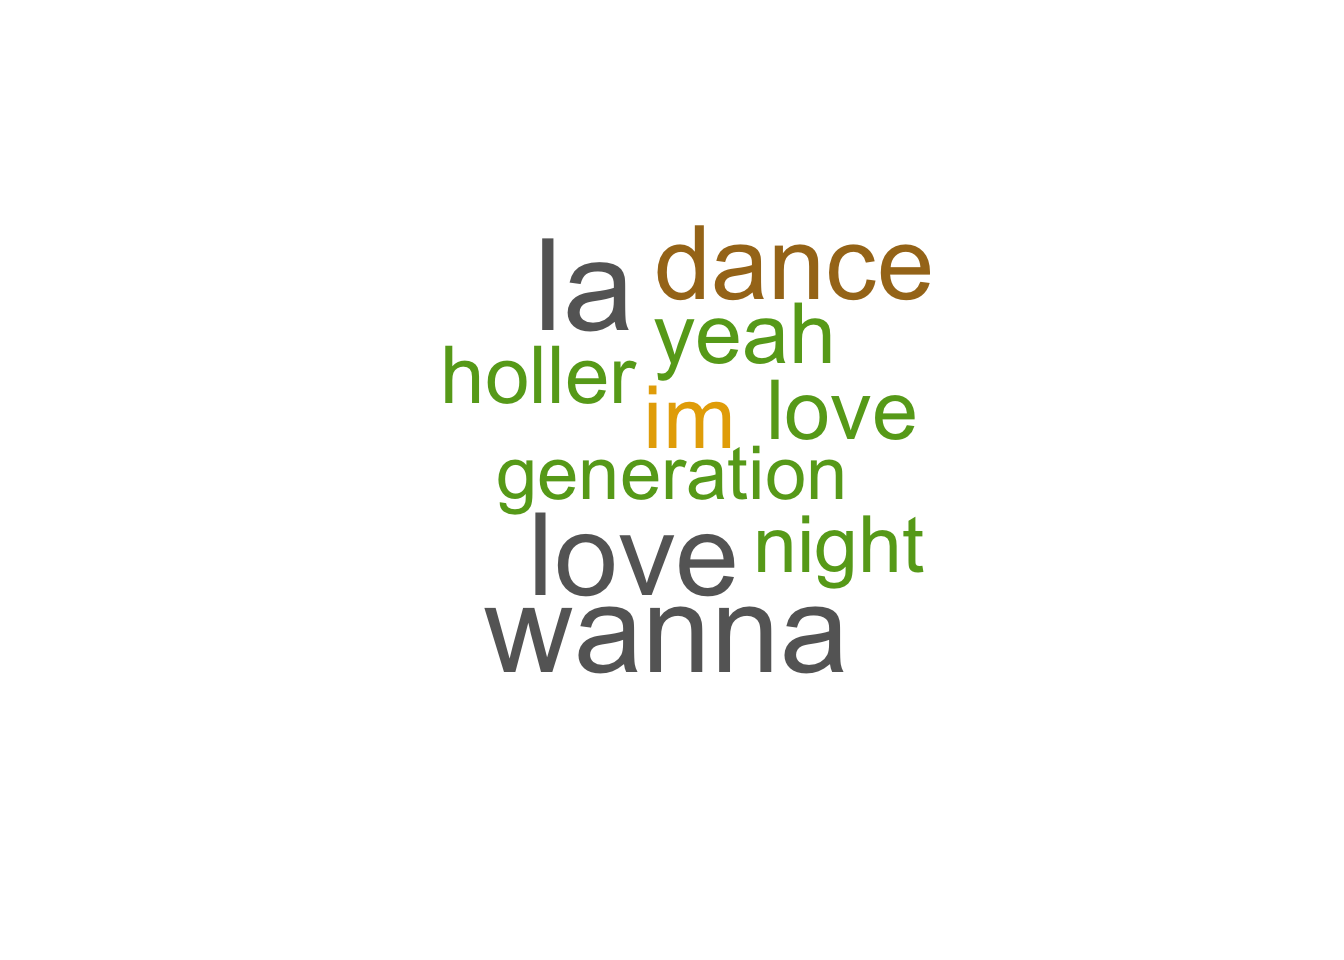 la dance
yeah
holler
im love
generation
love night
wanna